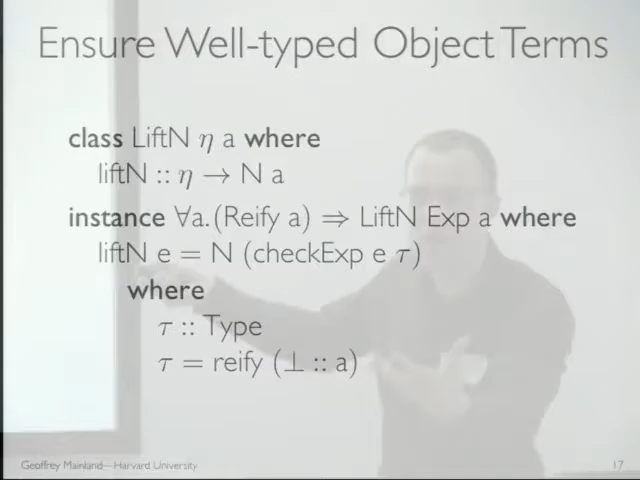 Ensure Well-typed Object Terms
class LiftN η a where
liftN :: η → N a
instance ∀a.(Reify a) ⇒ LiftN Exp a where
liftN e = N (checkExp e τ)
where
τ :: Type
τ = reify (⊥ :: a)
Geoffrey Mainland—Harvard University
17